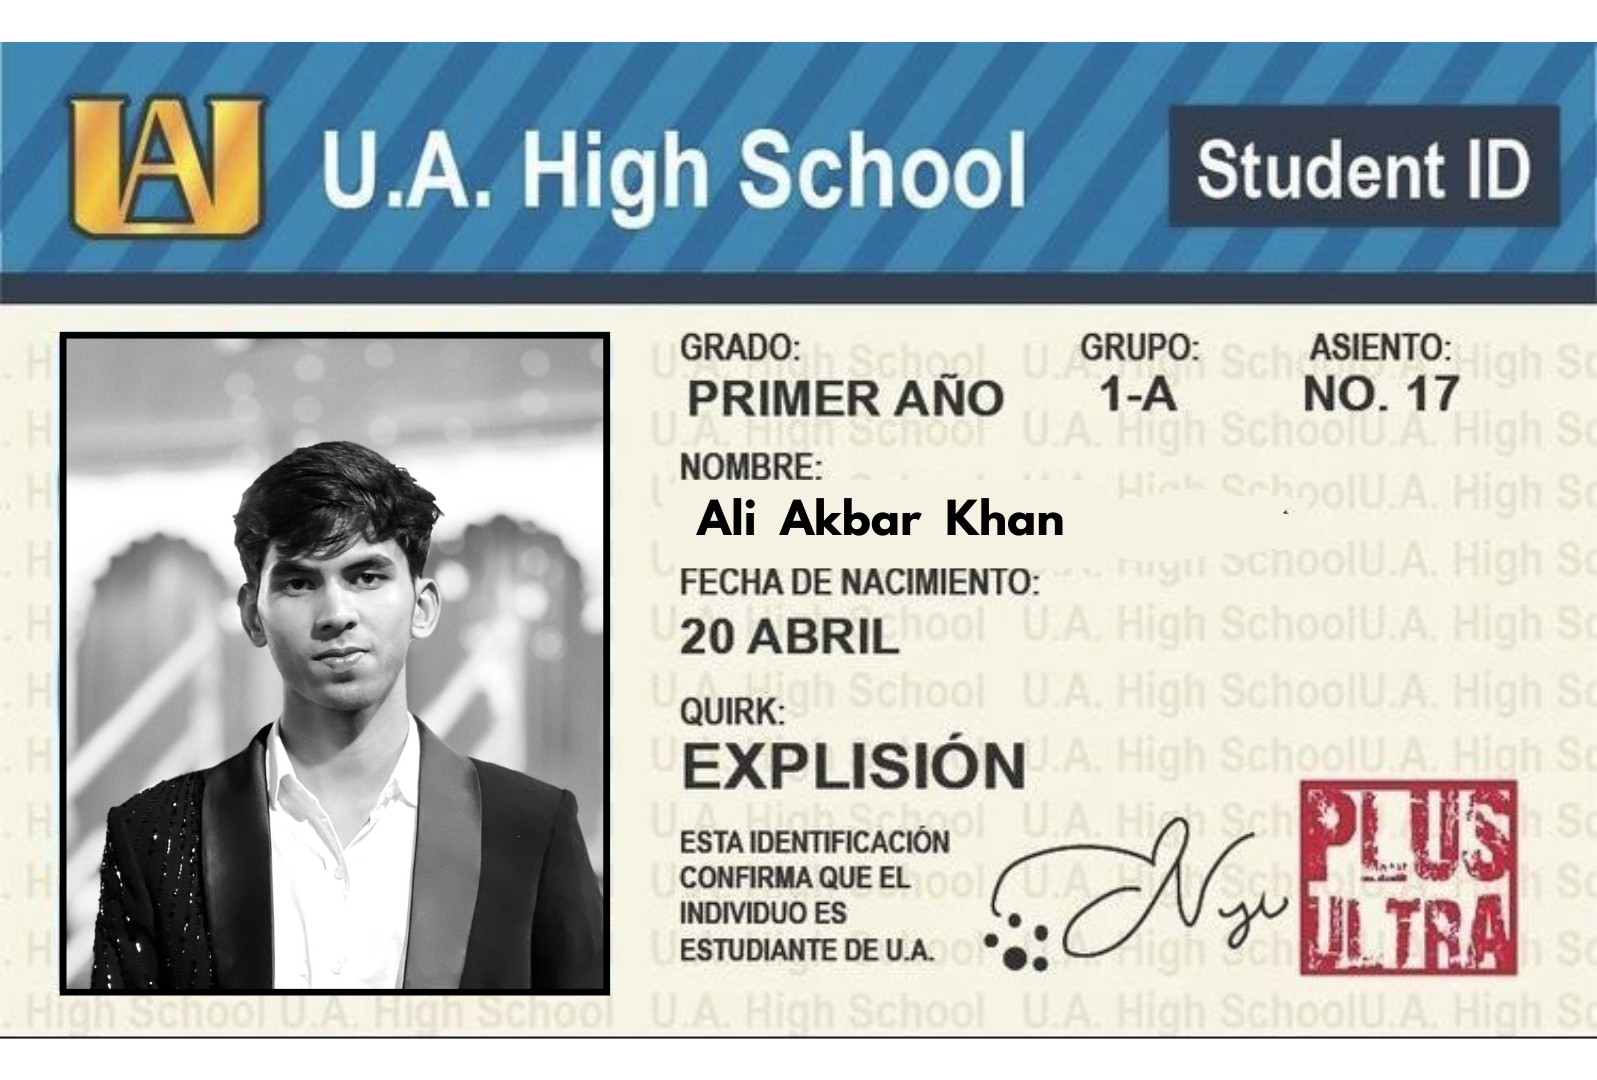 UA
U.A. High School
Student ID
GRADO: GRUPO: ASIENTO:
PRIMER AÑO 1-A NO. 17
NOMBRE:
Ali Akbar Khan
FECHA DE NACIMIENTO:
20 ABRIL
QUIRK:
EXPLISIÓN
ESTA IDENTIFICACIÓN
CONFIRMA QUE EL
INDIVIDUO ES
ESTUDIANTE DE U.A.
PLUS
ULTRA